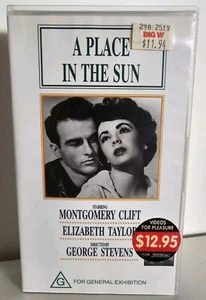 298 2519
BIG W
$11.94
A PLACE
IN THE SUN
STARRING
MONTGOMERY CLIFT
ELIZABETH TAYLOR
DIRECTED BY
GEORGE STEVENS
VIDEOS
FOR PLEASURE
$12.95
G
FOR GENERAL EXHIBITION